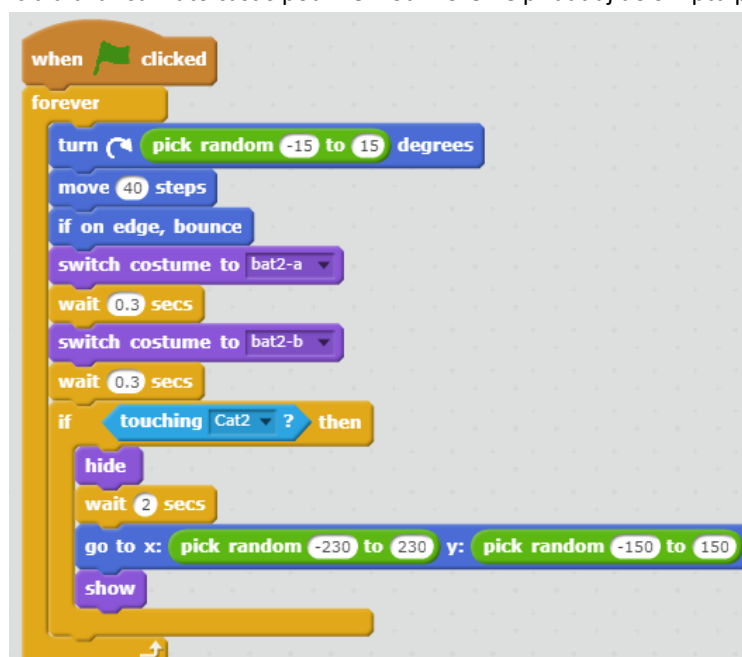 when clicked
forever
turn pick random -15 to 15 degrees
move 40 steps
if on edge, bounce
switch costume to bat2-a
wait 0.3 secs
switch costume to bat2-b
wait 0.3 secs
if touching Cat2 ? then
hide
wait 2 secs
go to x: pick random -230 to 230 y: pick random -150 to 150
show